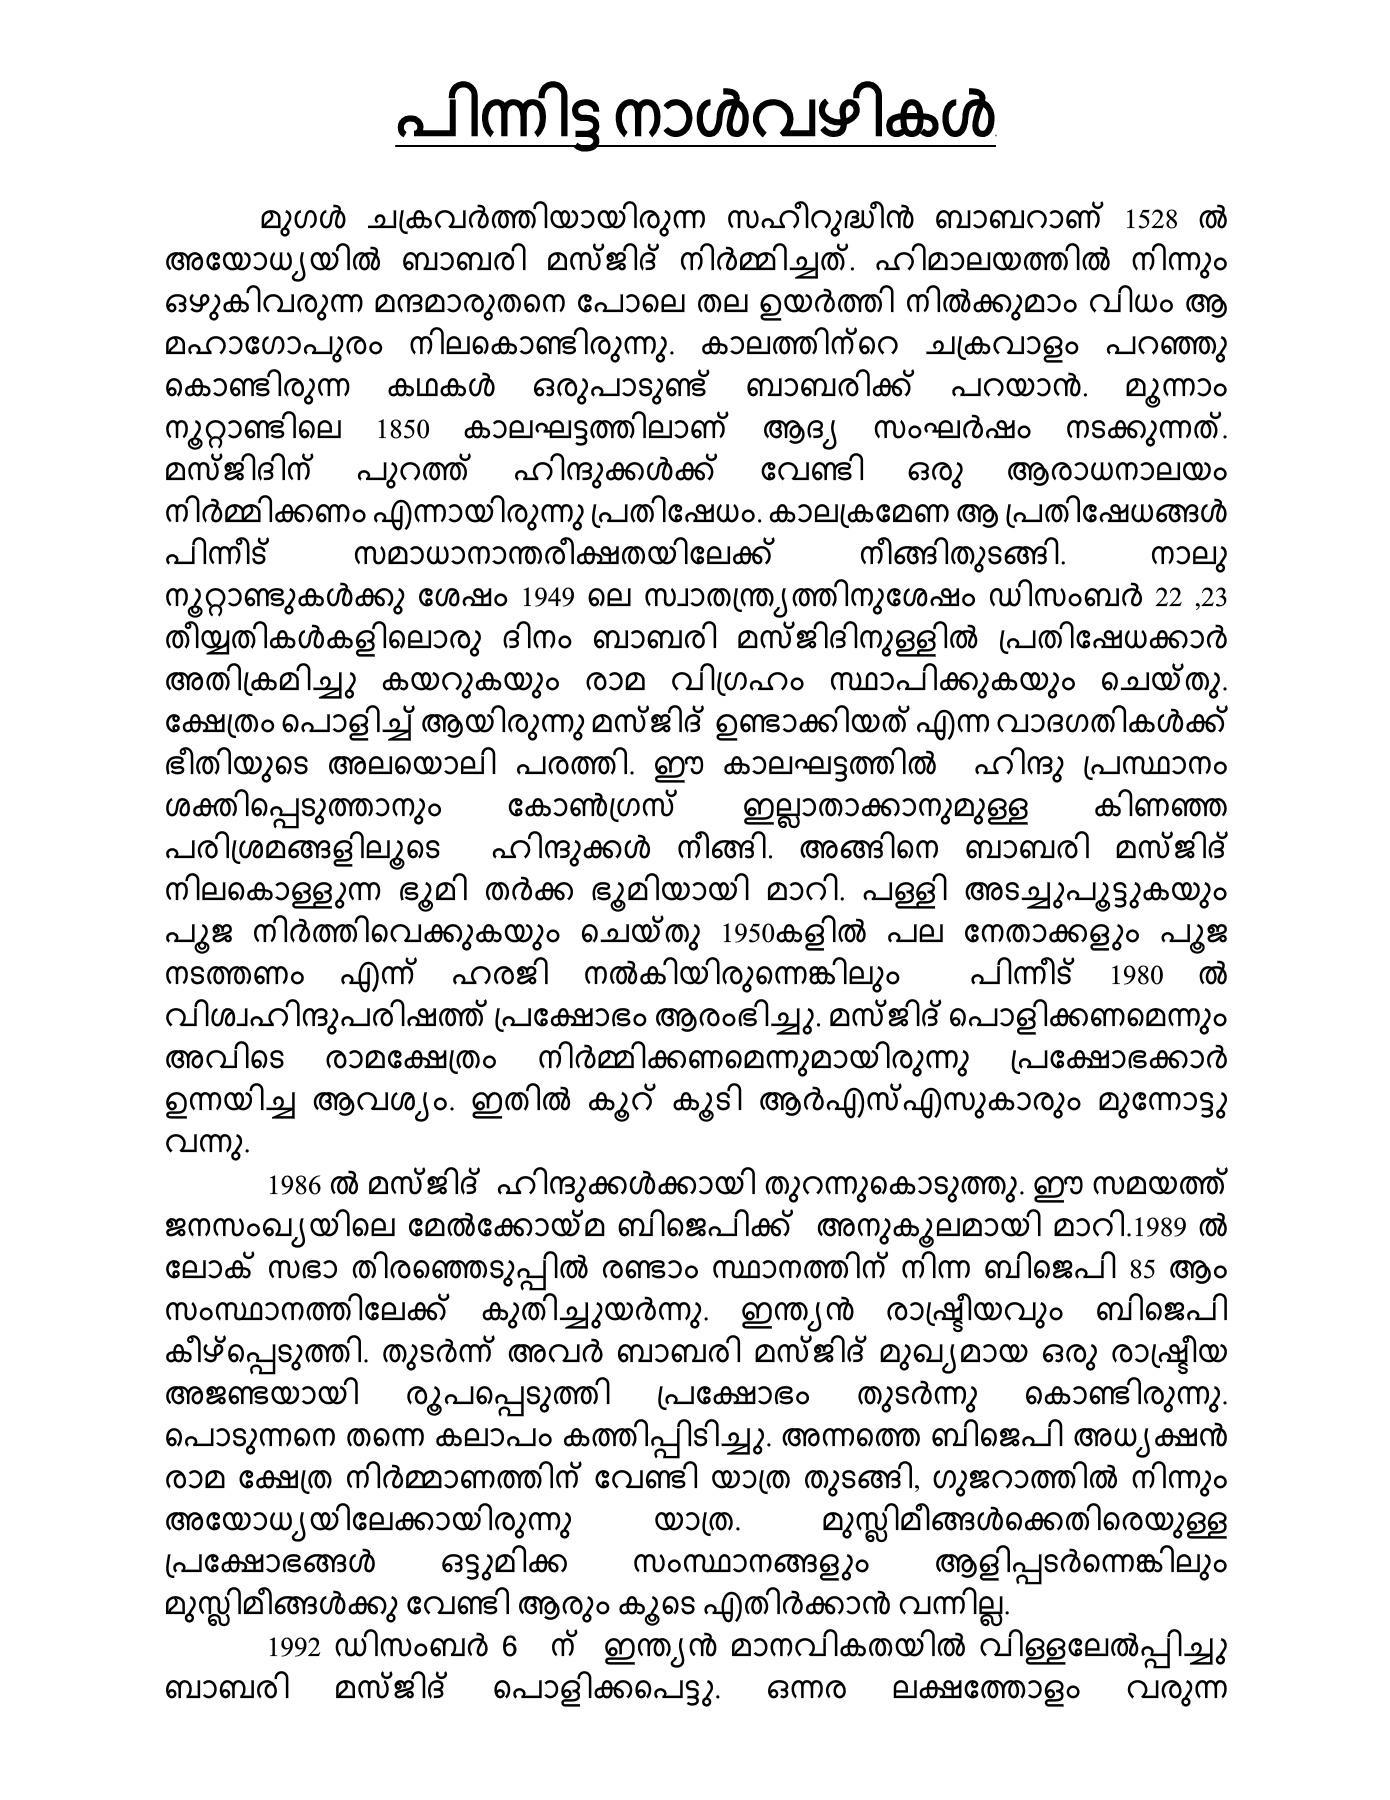 പിന്നിട്ട നാൾവഴികൾ
മുഗൾ ചക്രവർത്തിയായിരുന്ന സഹീറുദ്ധീൻ ബാബറാണ് 1528 ൽ
അയോധ്യയിൽ ബാബരി മസ്ജിദ് നിർമ്മിച്ചത്. ഹിമാലയത്തിൽ നിന്നും
ഒഴുകിവരുന്ന മന്ദമാരുതനെ പോലെ തല ഉയർത്തി നിൽക്കുമാം വിധം ആ
മഹാഗോപുരം നിലകൊണ്ടിരുന്നു. കാലത്തിന്റെ ചക്രവാളം പറഞ്ഞു
കൊണ്ടിരുന്ന കഥകൾ ഒരുപാടുണ്ട് ബാബരിക്ക് പറയാൻ. മൂന്നാം
നൂറ്റാണ്ടിലെ 1850 കാലഘട്ടത്തിലാണ് ആദ്യ സംഘർഷം നടക്കുന്നത്.
മസ്ജിദിന് പുറത്ത് ഹിന്ദുക്കൾക്ക് വേണ്ടി ഒരു ആരാധനാലയം
നിർമ്മിക്കണം എന്നായിരുന്നു പ്രതിഷേധം. കാലക്രമേണ ആ പ്രതിഷേധങ്ങൾ
പിന്നീട് സമാധാനാന്തരീക്ഷതയിലേക്ക് നീങ്ങിതുടങ്ങി. നാലു
നൂറ്റാണ്ടുകൾക്കു ശേഷം 1949 ലെ സ്വാതന്ത്ര്യത്തിനുശേഷം ഡിസംബർ 22 ,23
തീയ്യതികൾകളിലൊരു ദിനം ബാബരി മസ്ജിദിനുള്ളിൽ പ്രതിഷേധക്കാർ
അതിക്രമിച്ചു കയറുകയും രാമ വിഗ്രഹം സ്ഥാപിക്കുകയും ചെയ്തു.
ക്ഷേത്രം പൊളിച്ച് ആയിരുന്നു മസ്ജിദ് ഉണ്ടാക്കിയത് എന്ന വാദഗതികൾക്ക്
ഭീതിയുടെ അലയൊലി പരത്തി. ഈ കാലഘട്ടത്തിൽ ഹിന്ദു പ്രസ്ഥാനം
ശക്തിപ്പെടുത്താനും കോൺഗ്രസ് ഇല്ലാതാക്കാനുമുള്ള കിണഞ്ഞ
പരിശ്രമങ്ങളിലൂടെ ഹിന്ദുക്കൾ നീങ്ങി. അങ്ങിനെ ബാബരി മസ്ജിദ്
നിലകൊള്ളുന്ന ഭൂമി തർക്ക ഭൂമിയായി മാറി. പള്ളി അടച്ചുപൂട്ടുകയും
പൂജ നിർത്തിവെക്കുകയും ചെയ്തു 1950കളിൽ പല നേതാക്കളും പൂജ
നടത്തണം എന്ന് ഹരജി നൽകിയിരുന്നെങ്കിലും പിന്നീട് 1980 ൽ
വിശ്വഹിന്ദുപരിഷത്ത് പ്രക്ഷോഭം ആരംഭിച്ചു. മസ്ജിദ് പൊളിക്കണമെന്നും
അവിടെ രാമക്ഷേത്രം നിർമ്മിക്കണമെന്നുമായിരുന്നു പ്രക്ഷോഭക്കാർ
ഉന്നയിച്ച ആവശ്യം. ഇതിൽ കൂറ് കൂടി ആർഎസ്എസുകാരും മുന്നോട്ടു
വന്നു.
1986 ൽ മസ്ജിദ് ഹിന്ദുക്കൾക്കായി തുറന്നുകൊടുത്തു. ഈ സമയത്ത്
ജനസംഖ്യയിലെ മേൽക്കോയ്മ ബിജെപിക്ക് അനുകൂലമായി മാറി.1989 ൽ
ലോക് സഭാ തിരഞ്ഞെടുപ്പിൽ രണ്ടാം സ്ഥാനത്തിന് നിന്ന ബിജെപി 85 ആം
സംസ്ഥാനത്തിലേക്ക് കുതിച്ചുയർന്നു. ഇന്ത്യൻ രാഷ്ട്രീയവും ബിജെപി
കീഴ്പ്പെടുത്തി. തുടർന്ന് അവർ ബാബരി മസ്ജിദ് മുഖ്യമായ ഒരു രാഷ്ട്രീയ
അജണ്ടയായി രൂപപ്പെടുത്തി പ്രക്ഷോഭം തുടർന്നു കൊണ്ടിരുന്നു.
പൊടുന്നനെ തന്നെ കലാപം കത്തിപ്പിടിച്ചു. അന്നത്തെ ബിജെപി അധ്യക്ഷൻ
രാമ ക്ഷേത്ര നിർമ്മാണത്തിന് വേണ്ടി യാത്ര തുടങ്ങി, ഗുജറാത്തിൽ നിന്നും
അയോധ്യയിലേക്കായിരുന്നു യാത്ര. മുസ്ലിമീങ്ങൾക്കെതിരെയുള്ള
പ്രക്ഷോഭങ്ങൾ ഒട്ടുമിക്ക സംസ്ഥാനങ്ങളും ആളിപ്പടർന്നെങ്കിലും
മുസ്ലിമീങ്ങൾക്കു വേണ്ടി ആരും കൂടെ എതിർക്കാൻ വന്നില്ല.
1992 ഡിസംബർ 6 ന് ഇന്ത്യൻ മാനവികതയിൽ വിള്ളലേൽപ്പിച്ചു
ബാബരി മസ്ജിദ് പൊളിക്കപെട്ടു. ഒന്നര ലക്ഷത്തോളം വരുന്ന